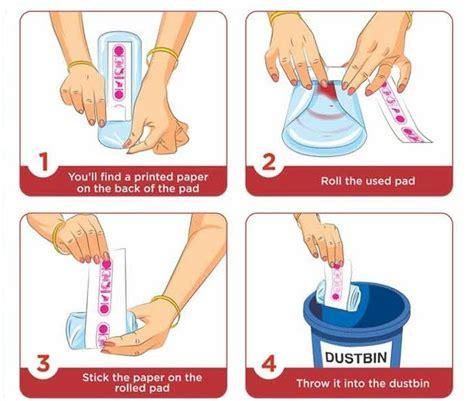 1
You'll find a printed paper
on the back of the pad
2
Roll the used pad
3
Stick the paper on the
rolled pad
4
DUSTBIN
Throw it into the dustbin